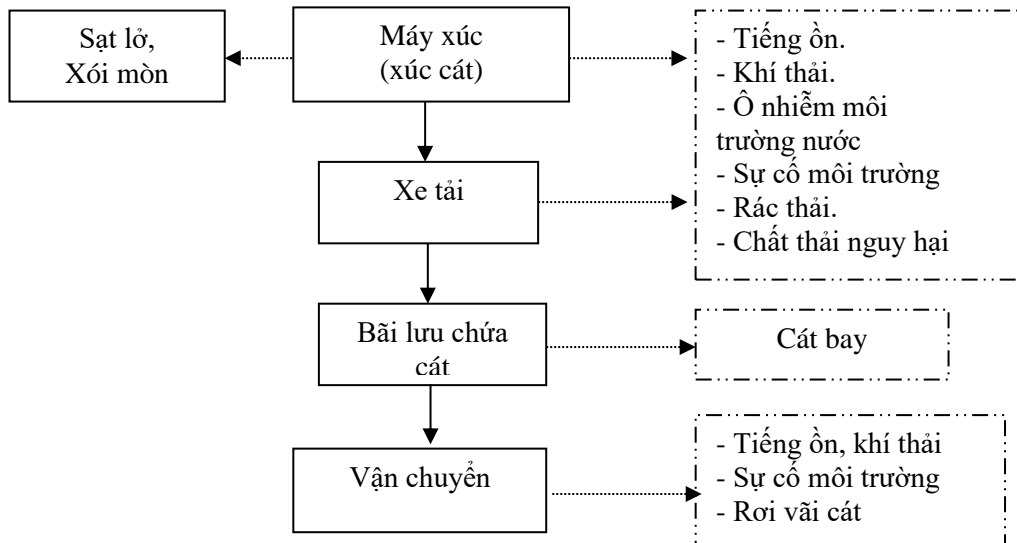 Sạt lở,
Xói mòn
Máy xúc
(xúc cát)
- Tiếng ồn.
- Khí thải.
- Ô nhiễm môi
trường nước
- Sự cố môi trường
- Rác thải.
- Chất thải nguy hại
Xe tải
Bãi lưu chứa
cát
Cát bay
Vận chuyển
- Tiếng ồn, khí thải
- Sự cố môi trường
- Rơi vãi cát